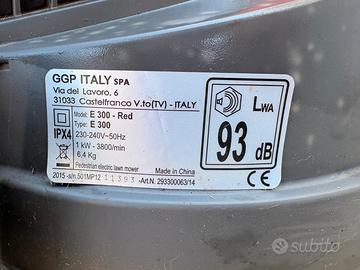 GGP ITALY SPA
Via del Lavoro, 6
31033 Castelfranco V.to(TV) - ITALY
Model: E 300 - Red
Type: E 300
IPX4
230-240V~50Hz
1 kW - 3800/min
6,4 Kg
Pedestrian electric lawn mower
Made in China
2015 -s/n 501MP12 11393 -Art.N. 293300063/14
LWA
93 dB
CE
subito